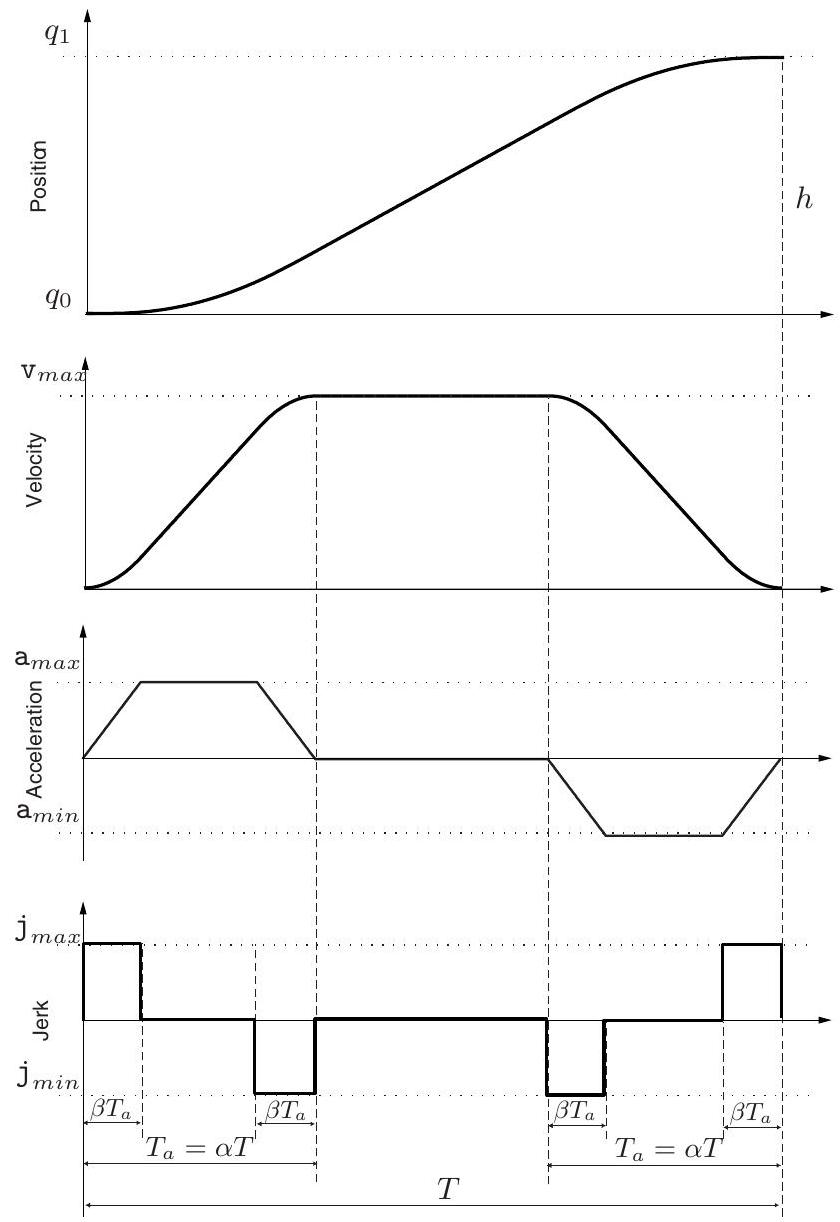 q₁
Position
h
q₀
vₘₐₓ
Velocity
aₘₐₓ
Acceleration
aₘᵢₙ
jₘₐₓ
Jerk
jₘᵢₙ
βTₐ βTₐ βTₐ βTₐ
Tₐ = αT Tₐ = αT
T